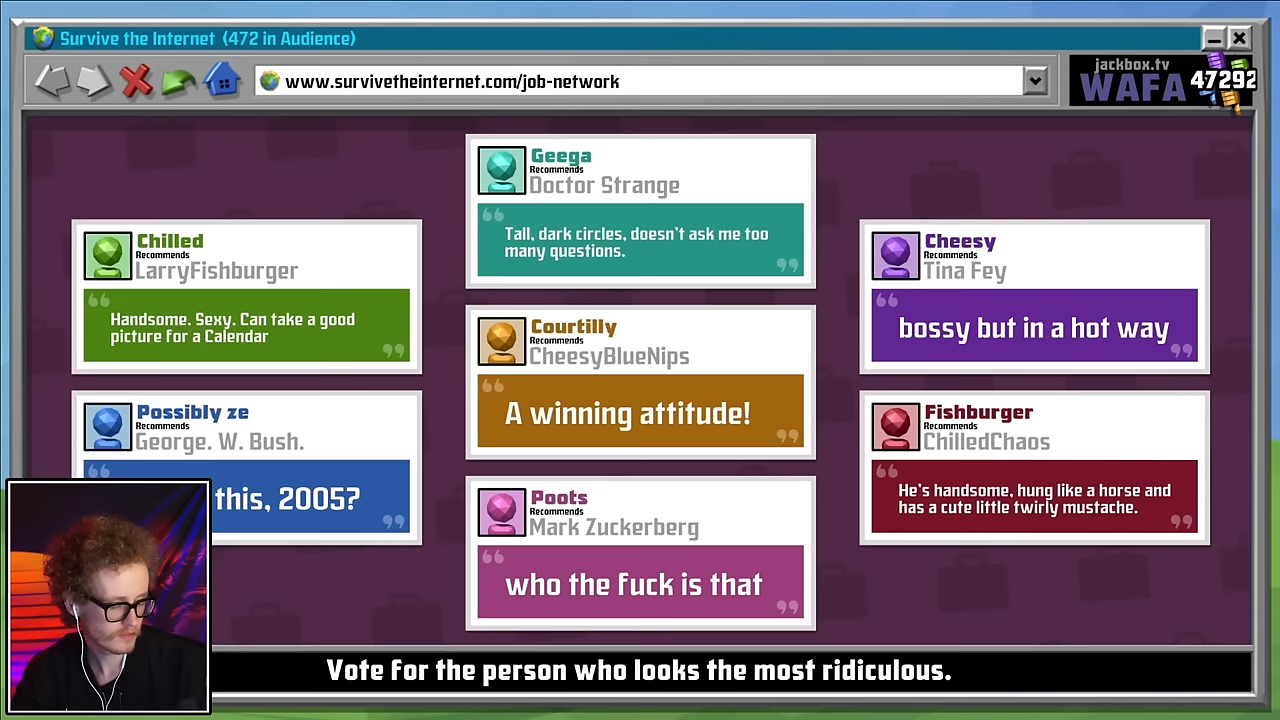 Survive the Internet (472 in Audience)
www.survivetheinternet.com/job-network
jackbox.tv
WAFA
47292
Geega
Recommends
Doctor Strange
Tall, dark circles, doesn't ask me too
many questions.
Chilled
Recommends
LarryFishburger
Handsome. Sexy. Can take a good
picture for a Calendar
Cheesy
Recommends
Tina Fey
bossy but in a hot way
Courtilly
Recommends
CheesyBlueNips
A winning attitude!
Possibly ze
Recommends
George. W. Bush.
this, 2005?
Fishburger
Recommends
ChilledChaos
He's handsome, hung like a horse and
has a cute little twirly mustache.
Poots
Recommends
Mark Zuckerberg
who the fuck is that
Vote for the person who looks the most ridiculous.